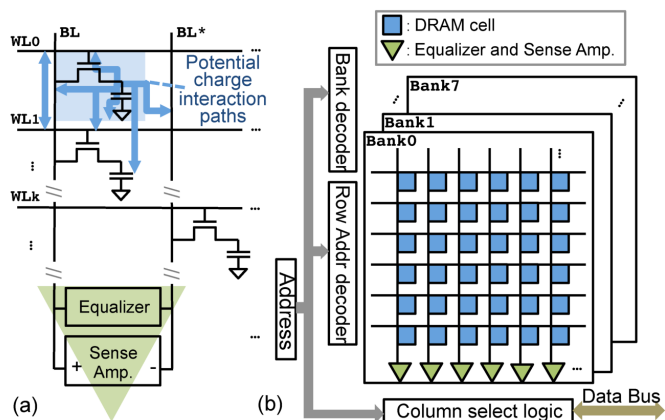 BL
BL*
WL0
...
Potential
charge
interaction
paths
WL1
...
...
WLk
...
...
Equalizer
...
Sense
Amp.
+
-
(a)
: DRAM cell
: Equalizer and Sense Amp.
Bank decoder
Row Addr decoder
Address
Bank7
...
Bank1
...
Bank0
...
...
(b)
Column select logic
Data Bus